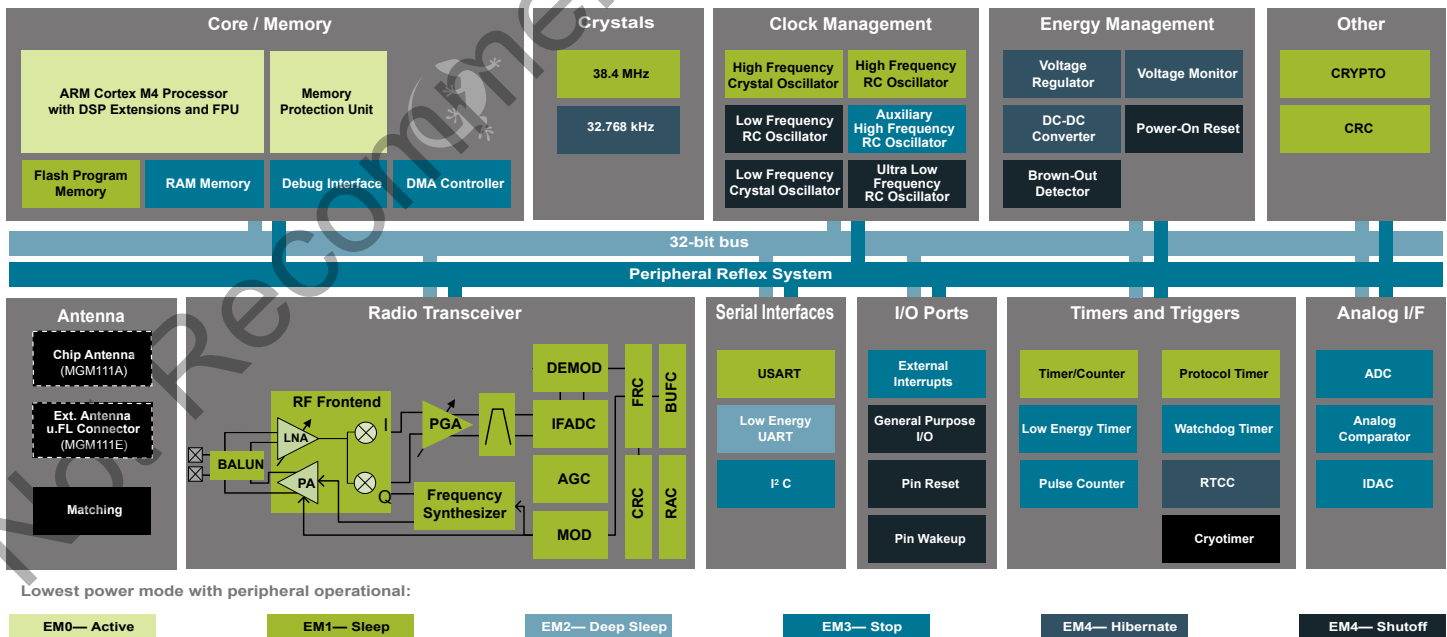 Core / Memory
ARM Cortex M4 Processor
with DSP Extensions and FPU
Memory
Protection Unit
Flash Program
Memory
RAM Memory
Debug Interface
DMA Controller
Crystals
38.4 MHz
32.768 kHz
Clock Management
High Frequency
Crystal Oscillator
High Frequency
RC Oscillator
Low Frequency
RC Oscillator
Auxiliary
High Frequency
RC Oscillator
Low Frequency
Crystal Oscillator
Ultra Low
Frequency
RC Oscillator
Energy Management
Voltage
Regulator
Voltage Monitor
DC-DC
Converter
Power-On Reset
Brown-Out
Detector
Other
CRYPTO
CRC
32-bit bus
Peripheral Reflex System
Antenna
Chip Antenna
(MGM111A)
Ext. Antenna
u.FL Connector
(MGM111E)
Matching
Radio Transceiver
BALUN
RF Frontend
LNA
PA
I
Q
PGA
Frequency
Synthesizer
DEMOD
IFADC
AGC
MOD
FRC
BUFC
CRC
RAC
Serial Interfaces
USART
Low Energy
UART
I² C
I/O Ports
External
Interrupts
General Purpose
I/O
Pin Reset
Pin Wakeup
Timers and Triggers
Timer/Counter
Protocol Timer
Low Energy Timer
Watchdog Timer
Pulse Counter
RTCC
Cryotimer
Analog I/F
ADC
Analog
Comparator
IDAC
Lowest power mode with peripheral operational:
EM0— Active
EM1— Sleep
EM2— Deep Sleep
EM3— Stop
EM4— Hibernate
EM4— Shutoff